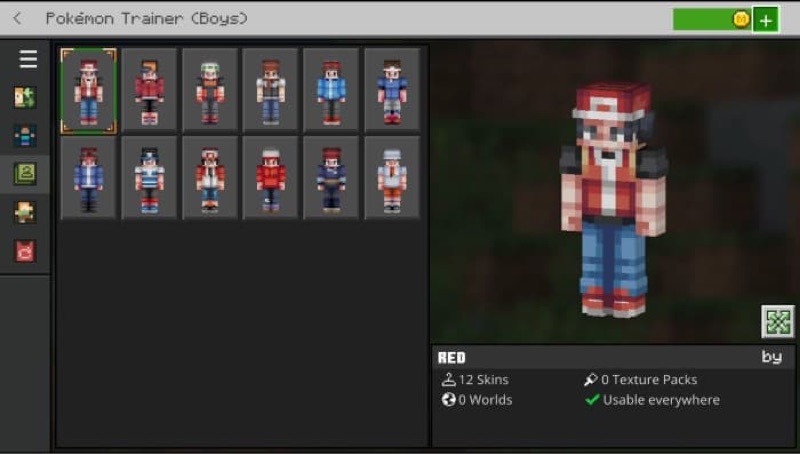 Pokémon Trainer (Boys)
RED
by
12 Skins
0 Texture Packs
0 Worlds
Usable everywhere